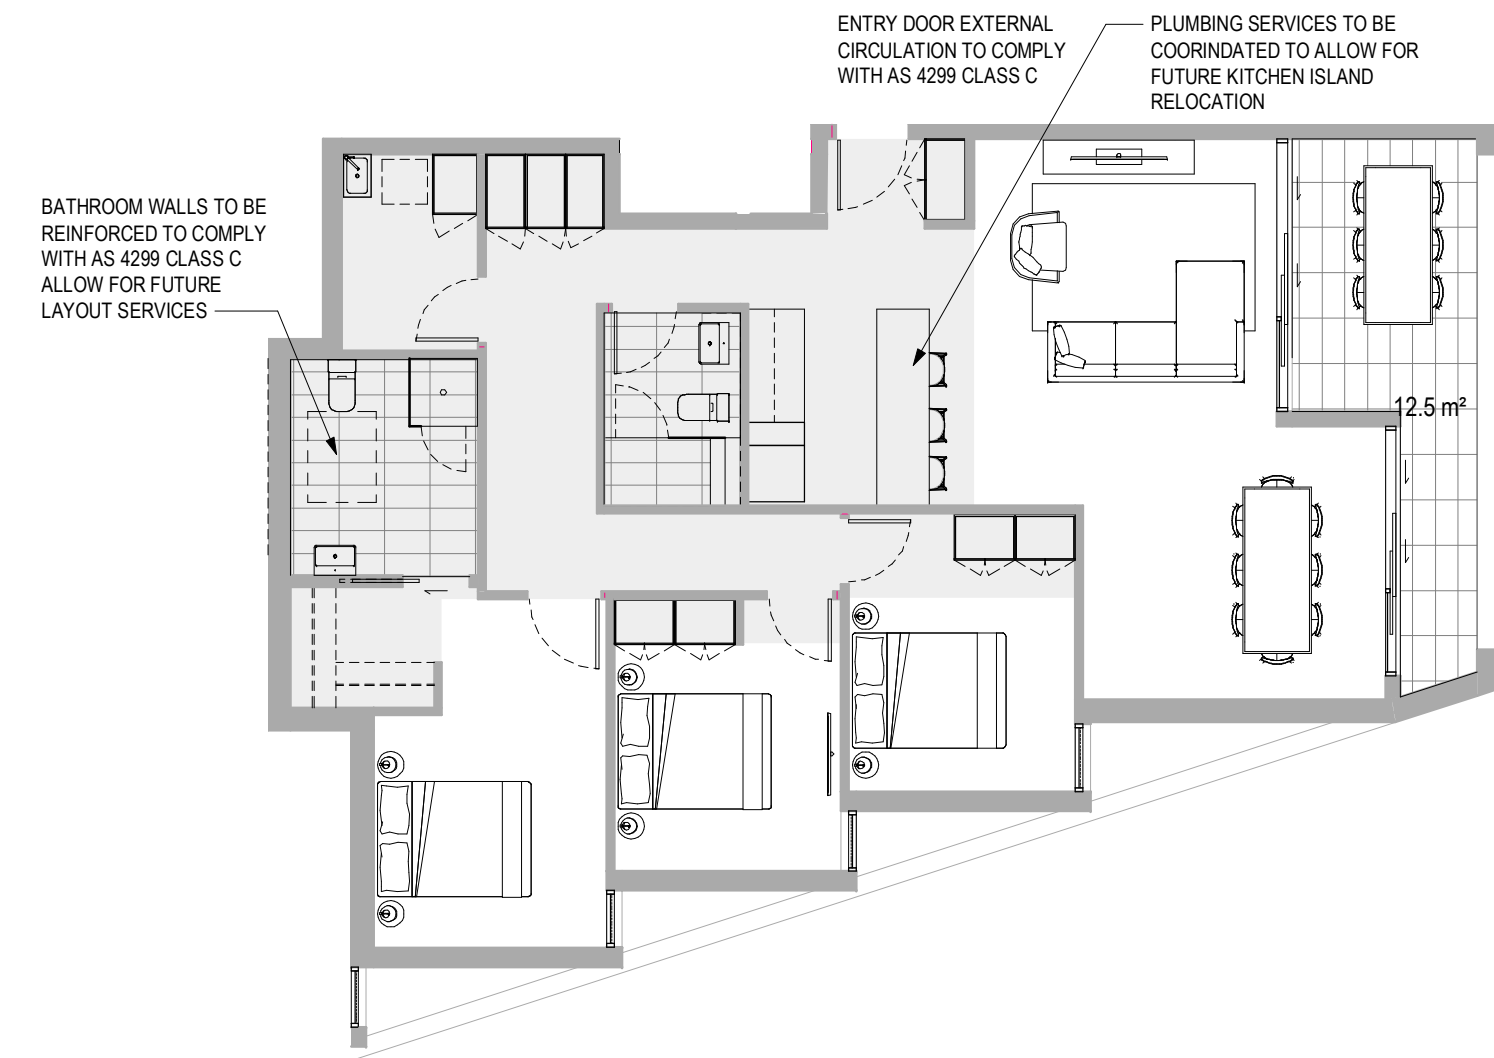 ENTRY DOOR EXTERNAL
CIRCULATION TO COMPLY
WITH AS 4299 CLASS C
PLUMBING SERVICES TO BE
COORINDATED TO ALLOW FOR
FUTURE KITCHEN ISLAND
RELOCATION
BATHROOM WALLS TO BE
REINFORCED TO COMPLY
WITH AS 4299 CLASS C
ALLOW FOR FUTURE
LAYOUT SERVICES
12.5 m²